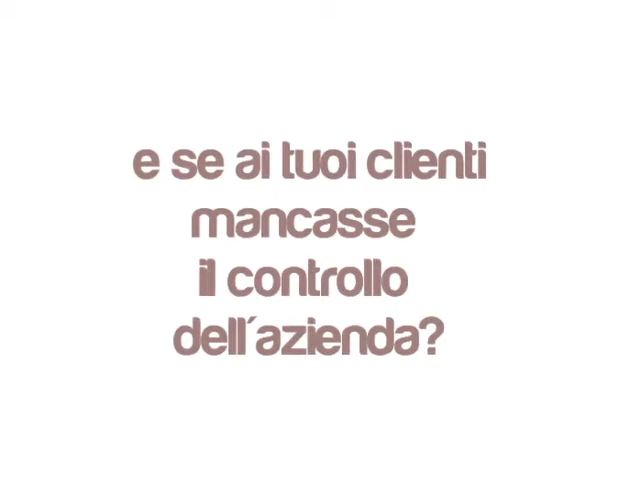 e se ai tuoi clienti
mancasse
il controllo
dell´azienda?